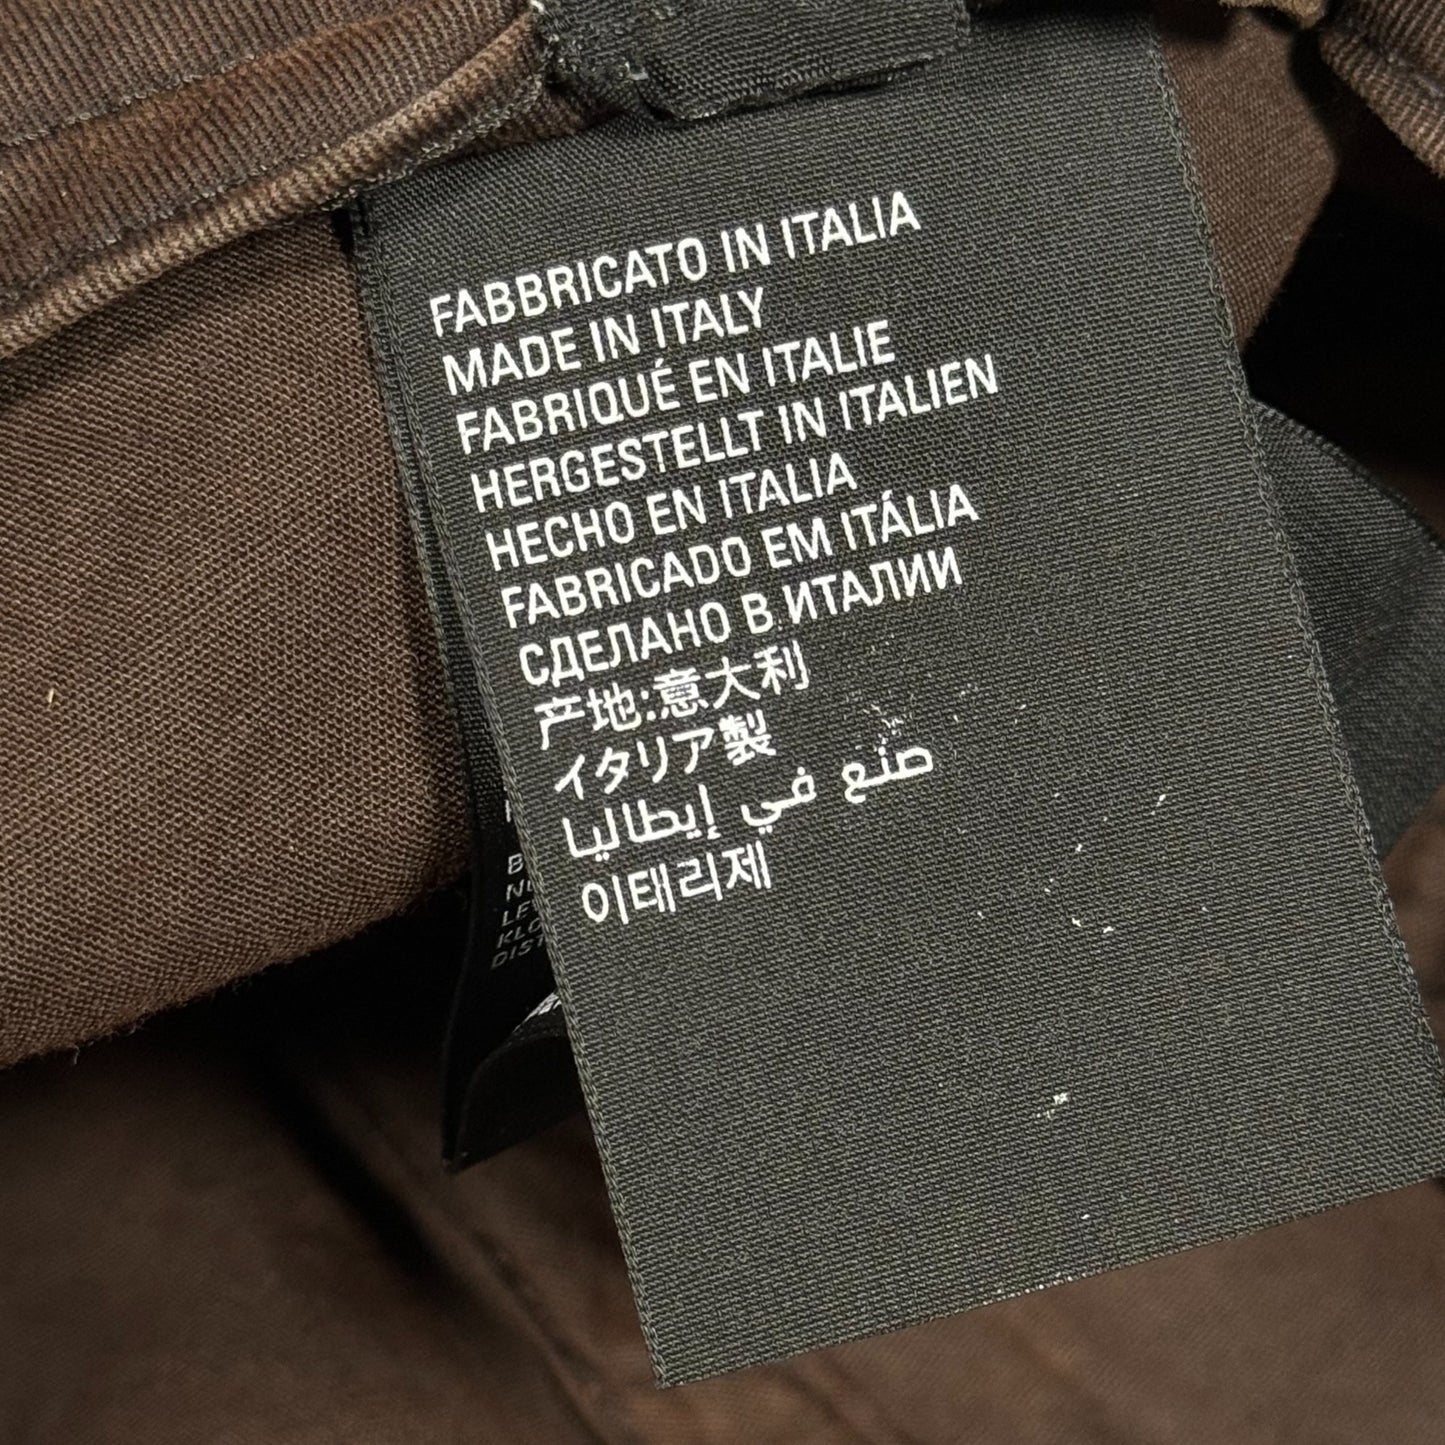 FABBRICATO IN ITALIA
MADE IN ITALY
FABRIQUÉ EN ITALIE
HERGESTELLT IN ITALIEN
HECHO EN ITALIA
FABRICADO EM ITÁLIA
СДЕЛАНО В ИТАЛИИ
产地:意大利
イタリア製
صُنع في إيطاليا
이태리제